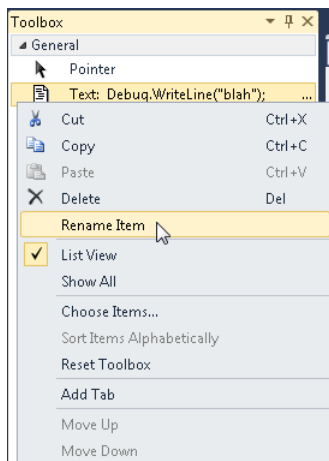 Toolbox
General
Pointer
Text: Debug.WriteLine("blah"); ...
Cut Ctrl+X
Copy Ctrl+C
Paste Ctrl+V
Delete Del
Rename Item
List View
Show All
Choose Items...
Sort Items Alphabetically
Reset Toolbox
Add Tab
Move Up
Move Down